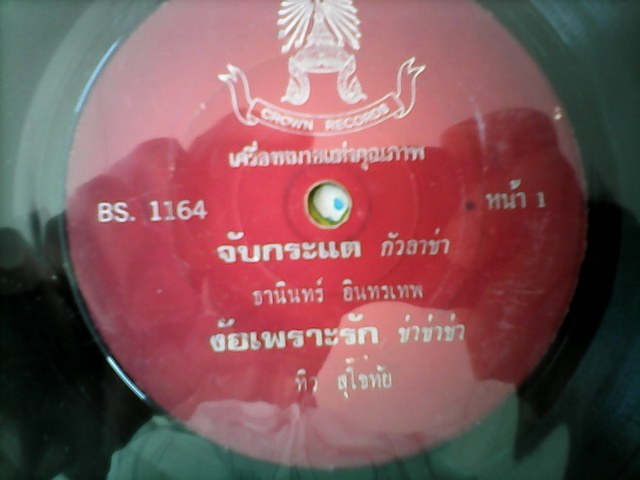 CROWN RECORDS
เครื่องหมายแห่งคุณภาพ
BS. 1164
หน้า 1
จับกระแต กัวลาช่า
ธานินทร์ อินทรเทพ
ง้อเพราะรัก ช่าช่าช่า
ทิว สุโขทัย